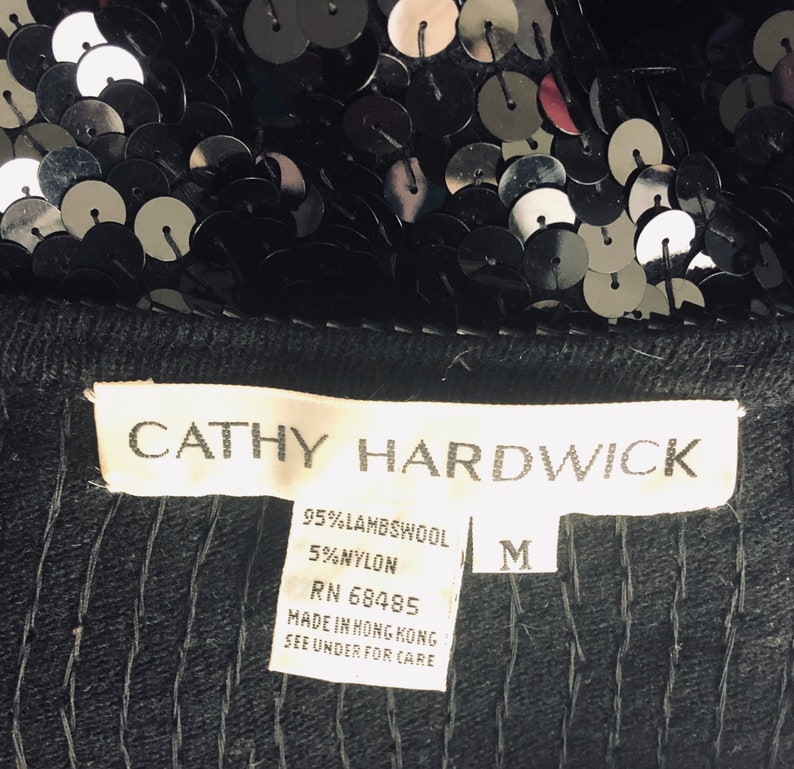 CATHY HARDWICK
95%LAMBSWOOL
5%NYLON
RN 68485
MADE IN HONG KONG
SEE UNDER FOR CARE
M